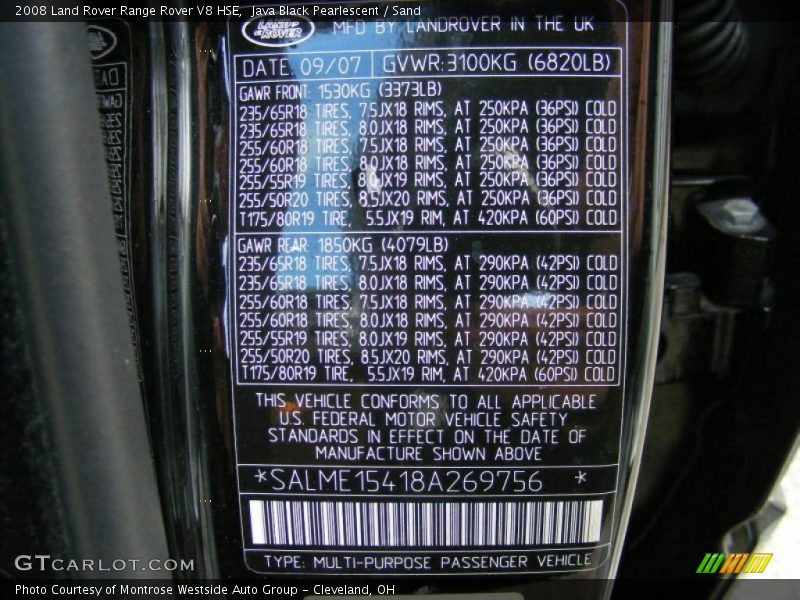 2008 Land Rover Range Rover V8 HSE,  Java Black Pearlescent / Sand
LAND ROVER MFD BY LANDROVER IN THE UK
DATE: 09/07 GVWR:3100KG (6820LB)
GAWR FRONT: 1530KG (3373LB)
235/65R18 TIRES, 7.5JX18 RIMS, AT 250KPA (36PSI) COLD
235/65R18 TIRES, 8.0JX18 RIMS, AT 250KPA (36PSI) COLD
255/60R18 TIRES, 7.5JX18 RIMS, AT 250KPA (36PSI) COLD
255/60R18 TIRES, 8.0JX18 RIMS, AT 250KPA (36PSI) COLD
255/55R19 TIRES, 8.0JX19 RIMS, AT 250KPA (36PSI) COLD
255/50R20 TIRES, 8.5JX20 RIMS, AT 250KPA (36PSI) COLD
T175/80R19 TIRE, 5.5JX19 RIM, AT 420KPA (60PSI) COLD
GAWR REAR: 1850KG (4079LB)
235/65R18 TIRES, 7.5JX18 RIMS, AT 290KPA (42PSI) COLD
235/65R18 TIRES, 8.0JX18 RIMS, AT 290KPA (42PSI) COLD
255/60R18 TIRES, 7.5JX18 RIMS, AT 290KPA (42PSI) COLD
255/60R18 TIRES, 8.0JX18 RIMS, AT 290KPA (42PSI) COLD
255/55R19 TIRES, 8.0JX19 RIMS, AT 290KPA (42PSI) COLD
255/50R20 TIRES, 8.5JX20 RIMS, AT 290KPA (42PSI) COLD
T175/80R19 TIRE, 5.5JX19 RIM, AT 420KPA (60PSI) COLD
THIS VEHICLE CONFORMS TO ALL APPLICABLE
U.S. FEDERAL MOTOR VEHICLE SAFETY
STANDARDS IN EFFECT ON THE DATE OF
MANUFACTURE SHOWN ABOVE
*SALME15418A269756 *
TYPE: MULTI-PURPOSE PASSENGER VEHICLE
GTCARLOT.COM
Photo Courtesy of Montrose Westside Auto Group - Cleveland, OH